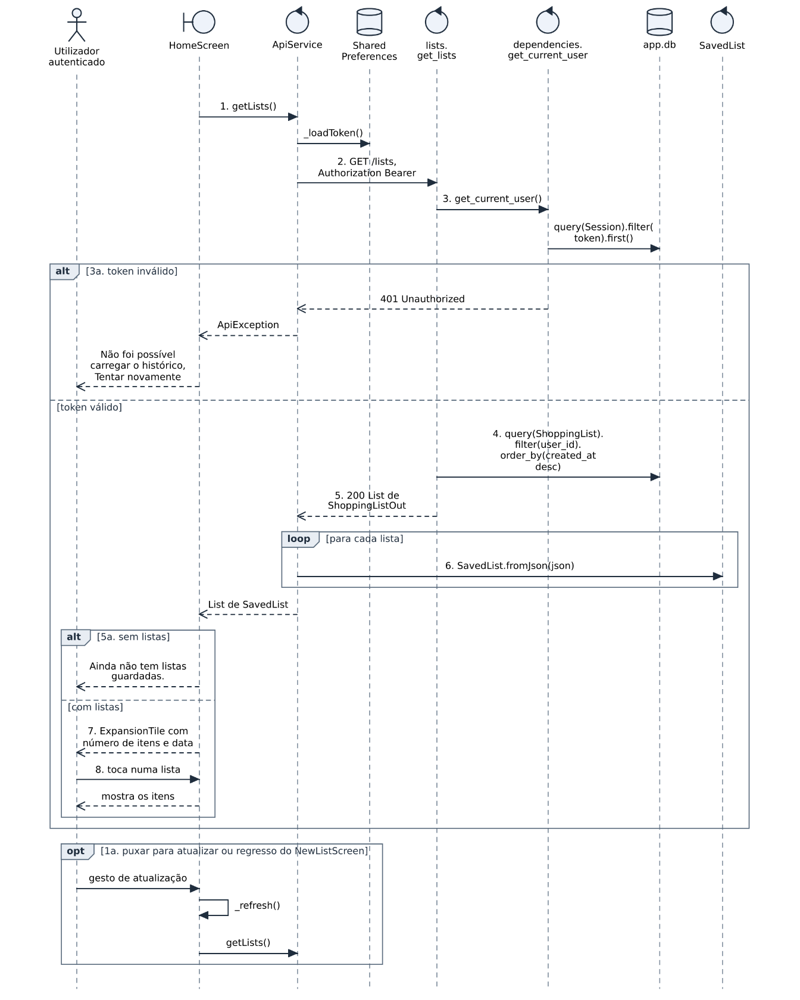 Utilizador
autenticado
HomeScreen
ApiService
Shared
Preferences
lists.
get_lists
dependencies.
get_current_user
app.db
SavedList
1. getLists()
_loadToken()
2. GET /lists,
Authorization Bearer
3. get_current_user()
query(Session).filter(
token).first()
alt
[3a. token inválido]
401 Unauthorized
ApiException
Não foi possível
carregar o histórico,
Tentar novamente
[token válido]
4. query(ShoppingList).
filter(user_id).
order_by(created_at
desc)
5. 200 List de
ShoppingListOut
loop
[para cada lista]
6. SavedList.fromJson(json)
List de SavedList
alt
[5a. sem listas]
Ainda não tem listas
guardadas.
[com listas]
7. ExpansionTile com
número de itens e data
8. toca numa lista
mostra os itens
opt
[1a. puxar para atualizar ou regresso do NewListScreen]
gesto de atualização
_refresh()
getLists()